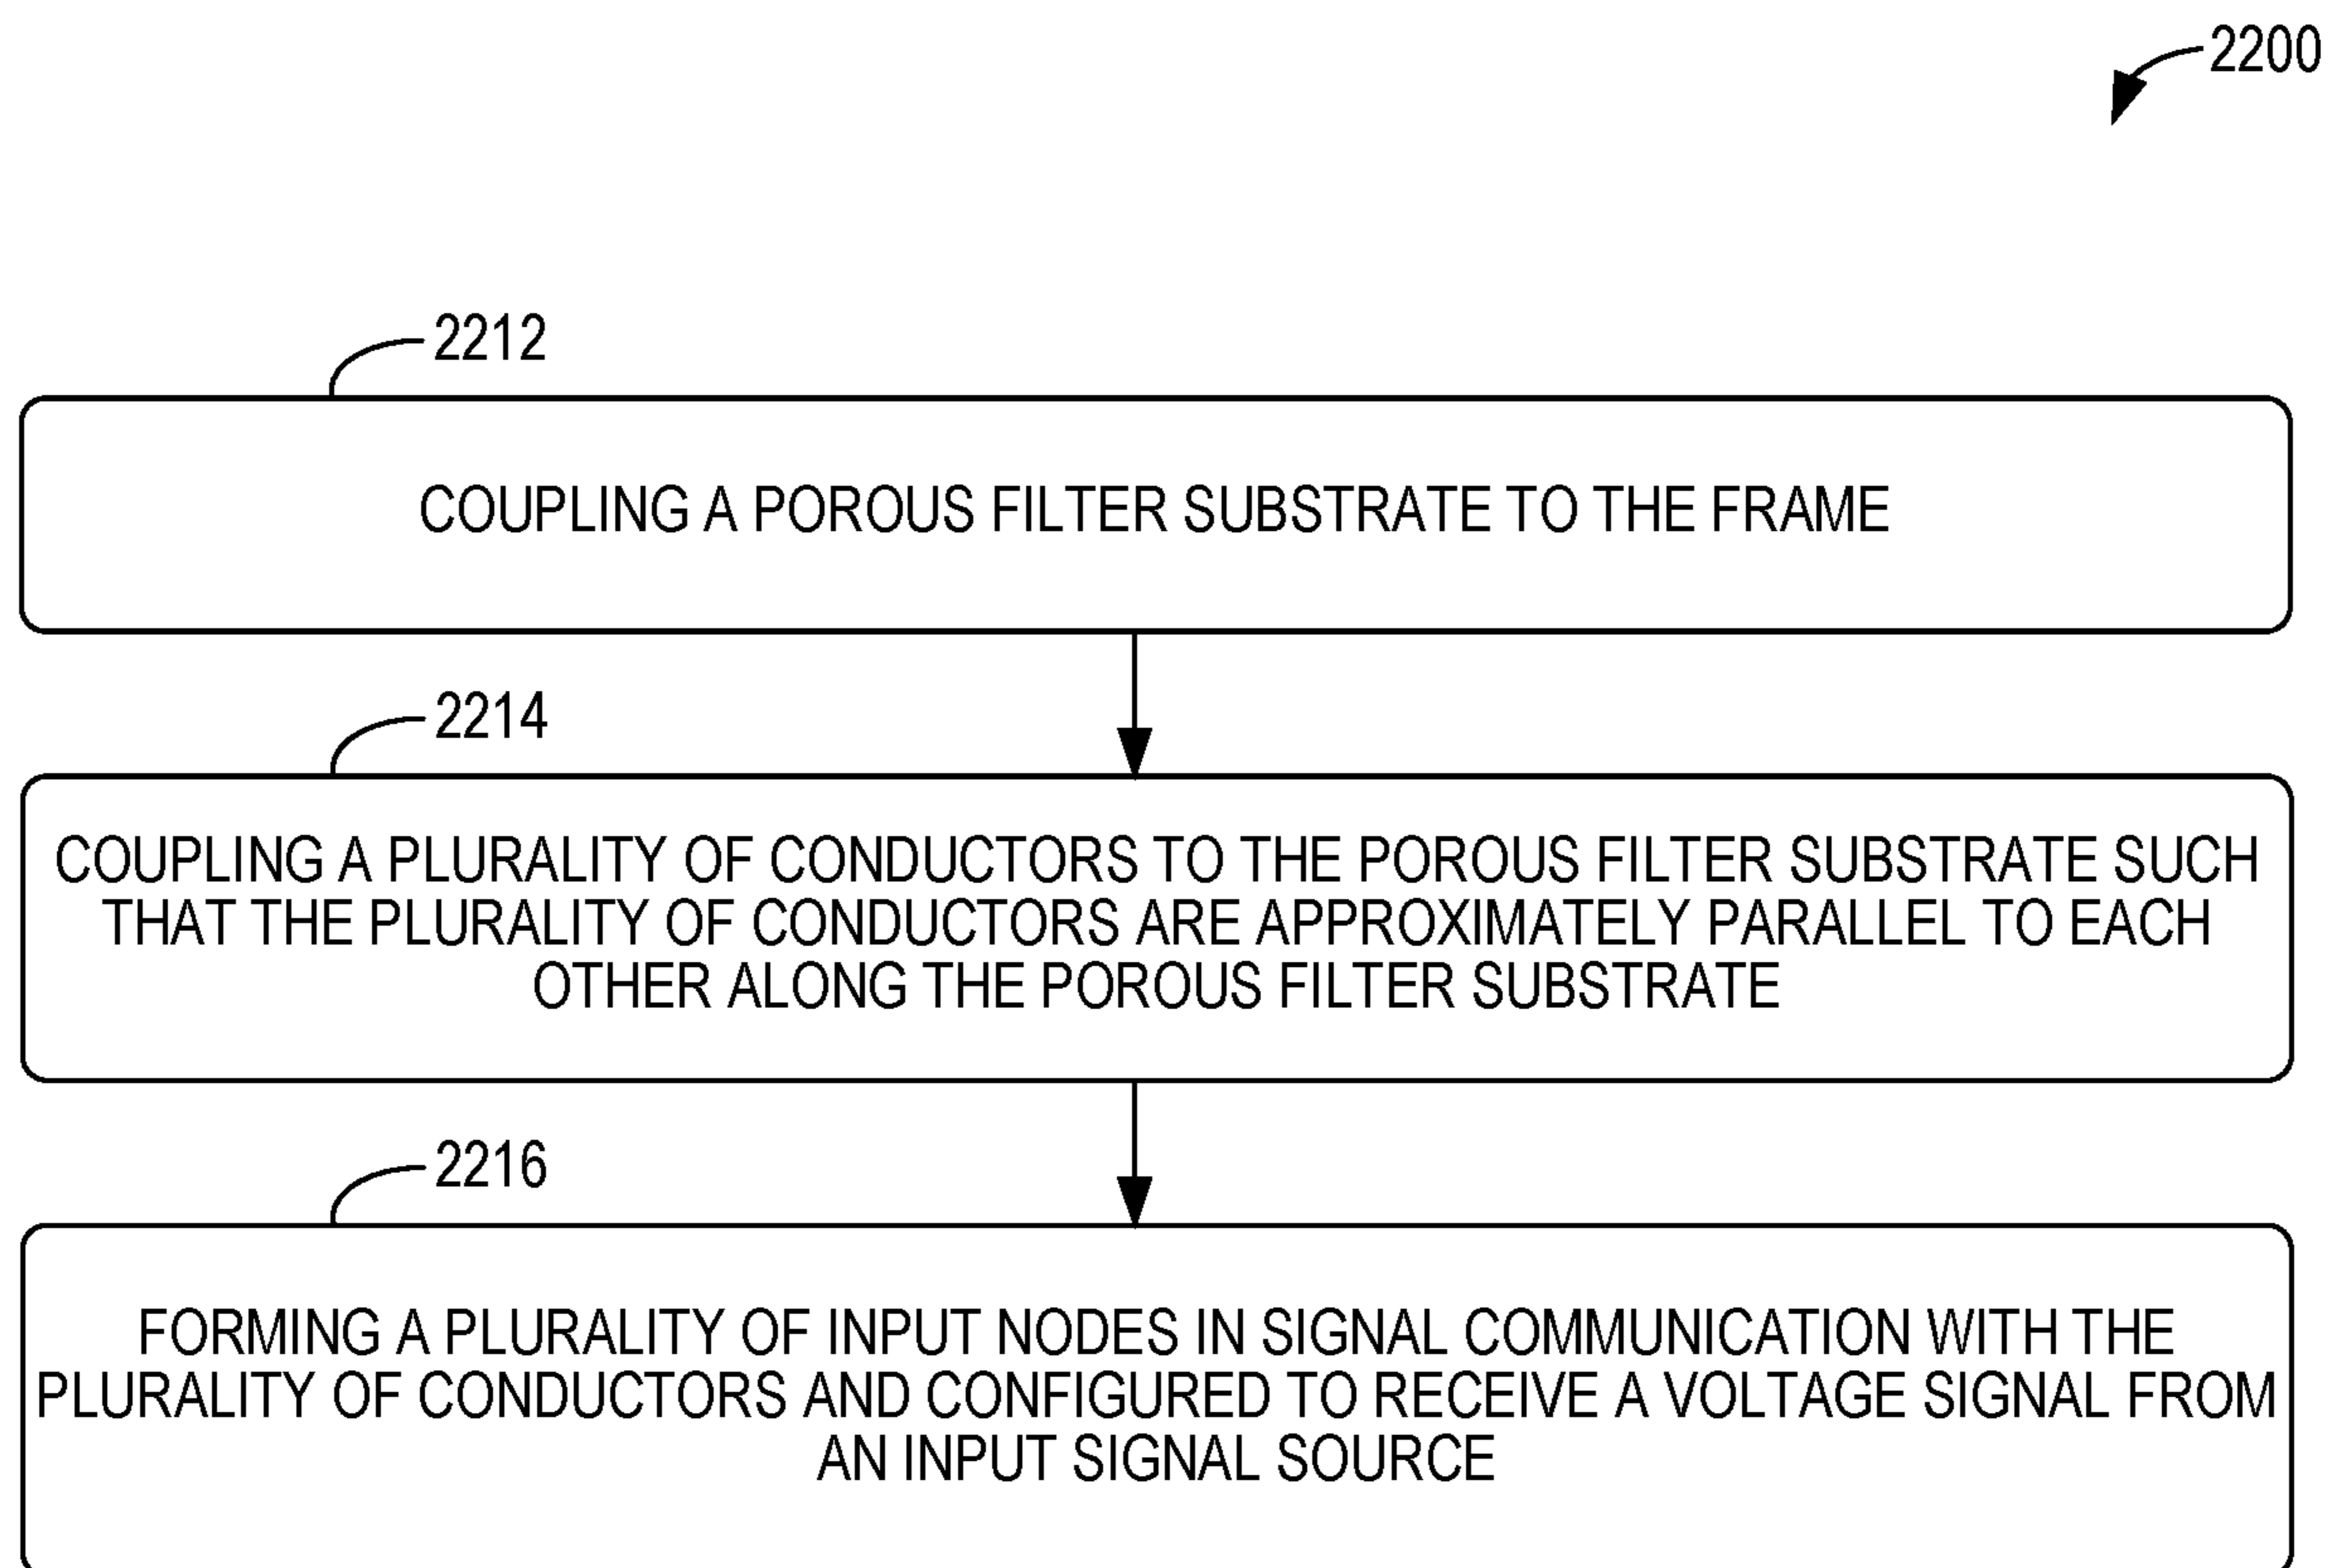 2200
2212
COUPLING A POROUS FILTER SUBSTRATE TO THE FRAME
2214
COUPLING A PLURALITY OF CONDUCTORS TO THE POROUS FILTER SUBSTRATE SUCH
THAT THE PLURALITY OF CONDUCTORS ARE APPROXIMATELY PARALLEL TO EACH
OTHER ALONG THE POROUS FILTER SUBSTRATE
2216
FORMING A PLURALITY OF INPUT NODES IN SIGNAL COMMUNICATION WITH THE
PLURALITY OF CONDUCTORS AND CONFIGURED TO RECEIVE A VOLTAGE SIGNAL FROM
AN INPUT SIGNAL SOURCE